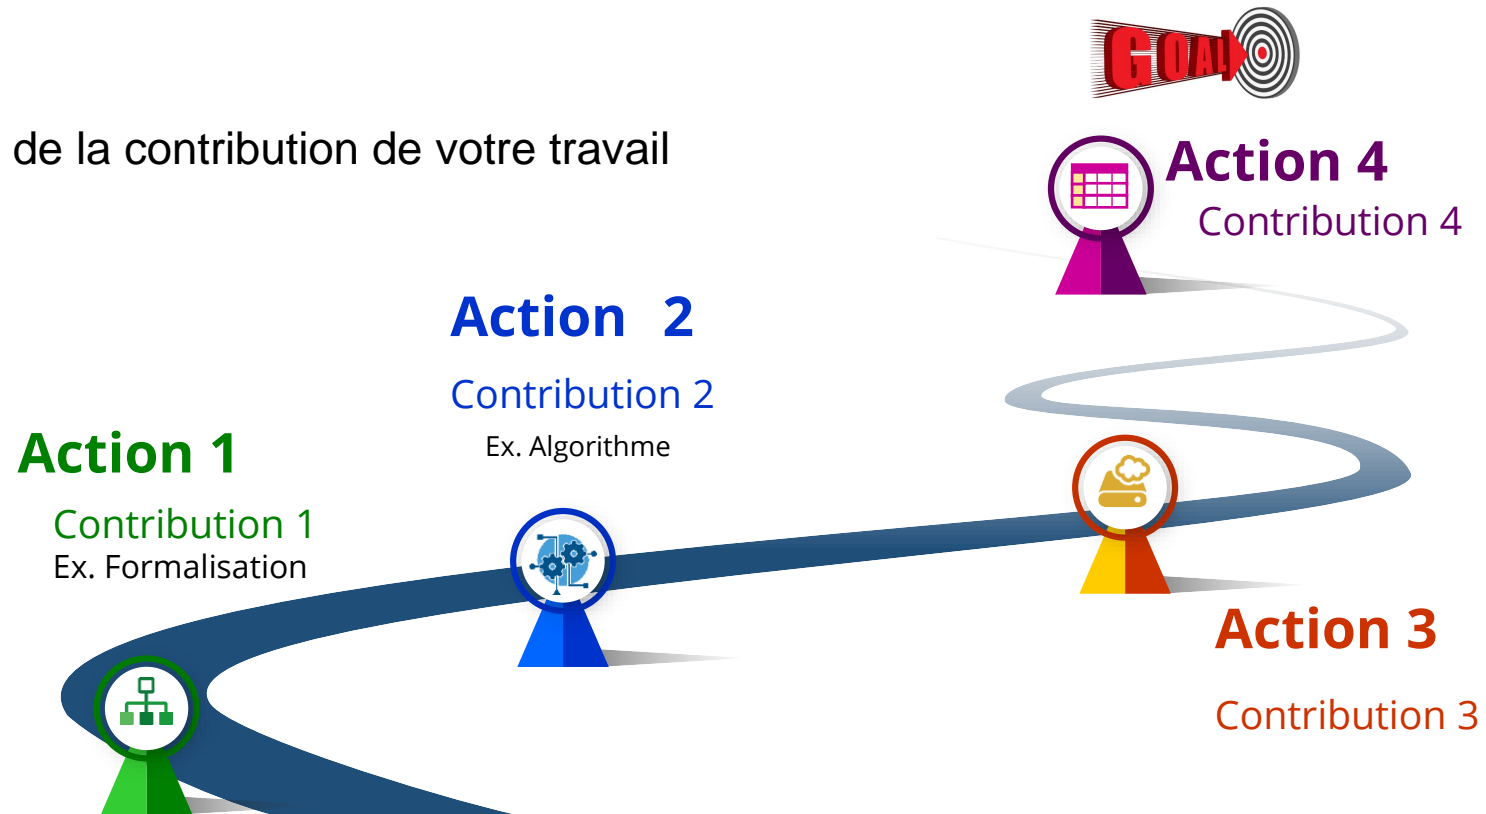 GOAL
de la contribution de votre travail
Action 4
Contribution 4
Action 2
Contribution 2
Ex. Algorithme
Action 1
Contribution 1
Ex. Formalisation
Action 3
Contribution 3